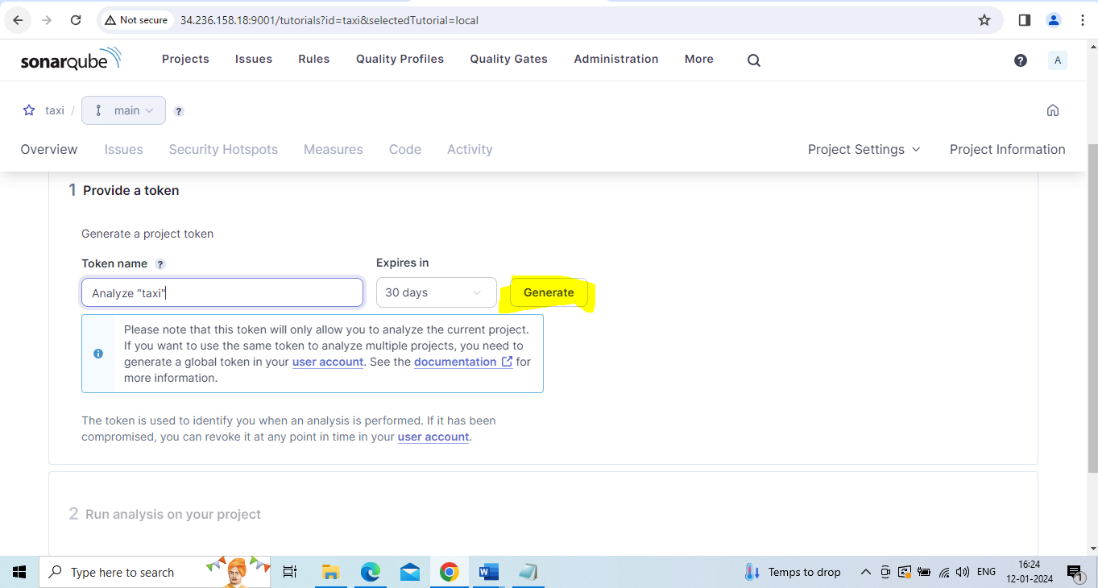 Not secure
34.236.158.18:9001/tutorials?id=taxi&selectedTutorial=local
sonarqube
Projects Issues Rules Quality Profiles Quality Gates Administration More
? A
taxi / main ?
Overview Issues Security Hotspots Measures Code Activity Project Settings Project Information
1 Provide a token
Generate a project token
Token name ? Expires in
Analyze "taxi" 30 days Generate
Please note that this token will only allow you to analyze the current project.
If you want to use the same token to analyze multiple projects, you need to
generate a global token in your user account. See the documentation for
more information.
The token is used to identify you when an analysis is performed. If it has been
compromised, you can revoke it at any point in time in your user account.
2 Run analysis on your project
Type here to search
Temps to drop
ENG
16:24
12-01-2024
1